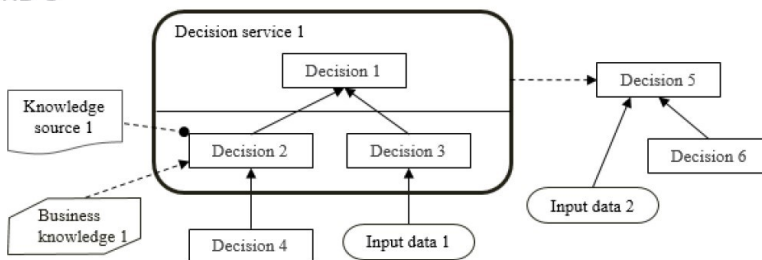 Decision service 1
Decision 1
Decision 5
Knowledge
source 1
Decision 2
Decision 3
Decision 6
Input data 2
Business
knowledge 1
Decision 4
Input data 1